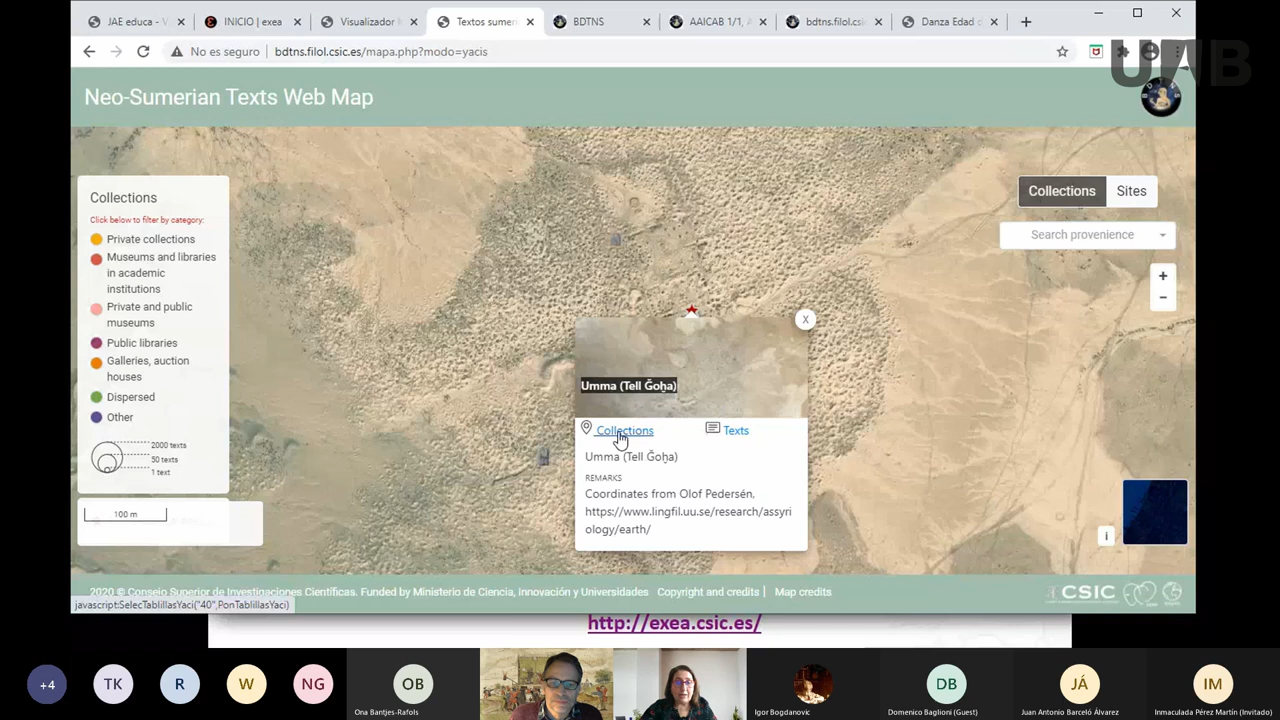 JAE educa - V
INICIO | exea
Visualizador
Textos sumer
BDTNS
AAICAB 1/1, A
bdtns.filol.csic
Danza Edad d
No es seguro
bdtns.filol.csic.es/mapa.php?modo=yacis
UAB
Neo-Sumerian Texts Web Map
Collections
Click below to filter by category:
Private collections
Museums and libraries
in academic
institutions
Private and public
museums
Public libraries
Galleries, auction
houses
Dispersed
Other
2000 texts
50 texts
1 text
100 m
Collections
Sites
Search provenience
+
−
X
Umma (Tell Ğoḫa)
Collections
Texts
Umma (Tell Ğoḫa)
REMARKS
Coordinates from Olof Pedersén,
https://www.lingfil.uu.se/research/assyri
ology/earth/
i
2020 © Consejo Superior de Investigaciones Científicas. Funded by Ministerio de Ciencia, Innovación y Universidades
Copyright and credits |
Map credits
CSIC
javascript:SelecTablillasYaci("40",PonTablillasYaci)
http://exea.csic.es/
+4
TK
R
W
NG
OB
DB
JÁ
IM
Ona Bantjes-Rafols
Igor Bogdanovic
Domenico Baglioni (Guest)
Juan Antonio Barceló Álvarez
Inmaculada Pérez Martín (Invitado)